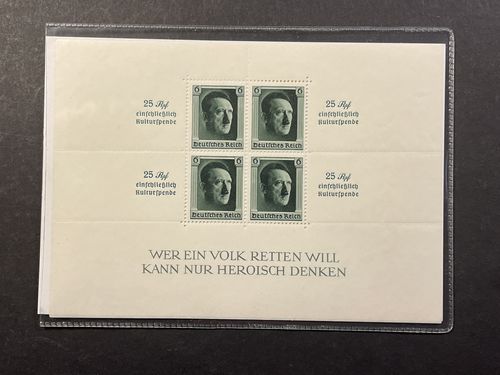 6 6 6 6
25 Rpf
einschließlich
Kulturspende
25 Rpf
einschließlich
Kulturspende
Deutsches Reich Deutsches Reich
6 6 6 6
25 Rpf
einschließlich
Kulturspende
25 Rpf
einschließlich
Kulturspende
Deutsches Reich Deutsches Reich
WER EIN VOLK RETTEN WILL
KANN NUR HEROISCH DENKEN